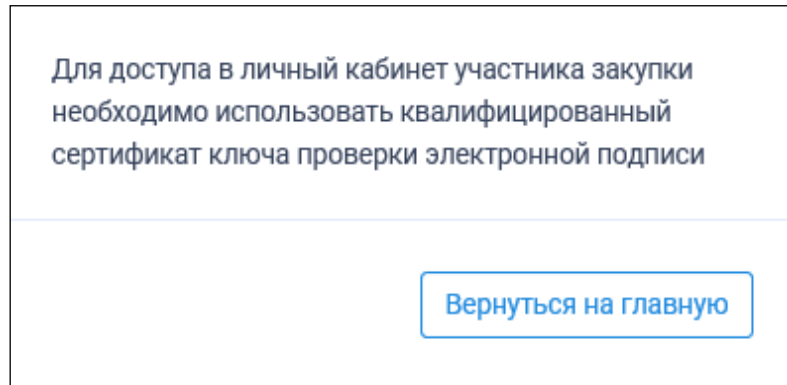 Для доступа в личный кабинет участника закупки
необходимо использовать квалифицированный
сертификат ключа проверки электронной подписи
Вернуться на главную